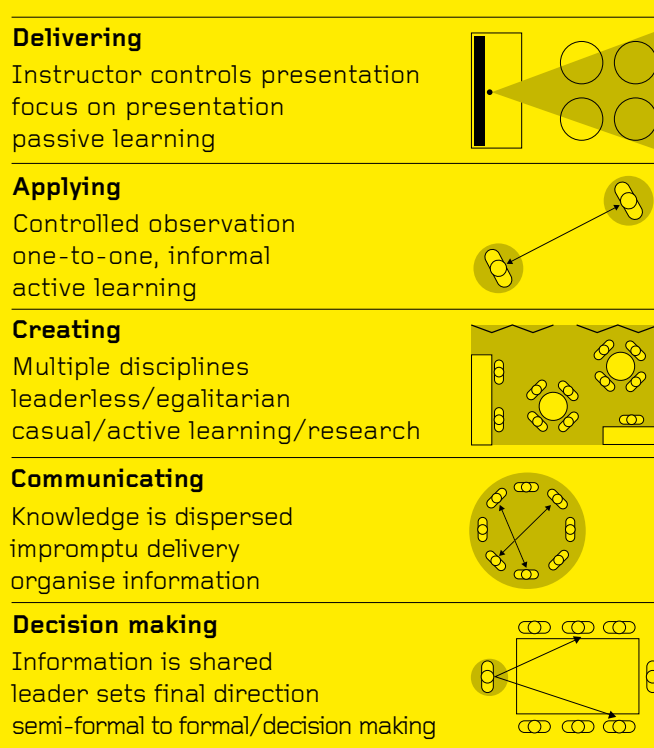 Delivering
Instructor controls presentation
focus on presentation
passive learning
Applying
Controlled observation
one-to-one, informal
active learning
Creating
Multiple disciplines
leaderless/egalitarian
casual/active learning/research
Communicating
Knowledge is dispersed
impromptu delivery
organise information
Decision making
Information is shared
leader sets final direction
semi-formal to formal/decision making